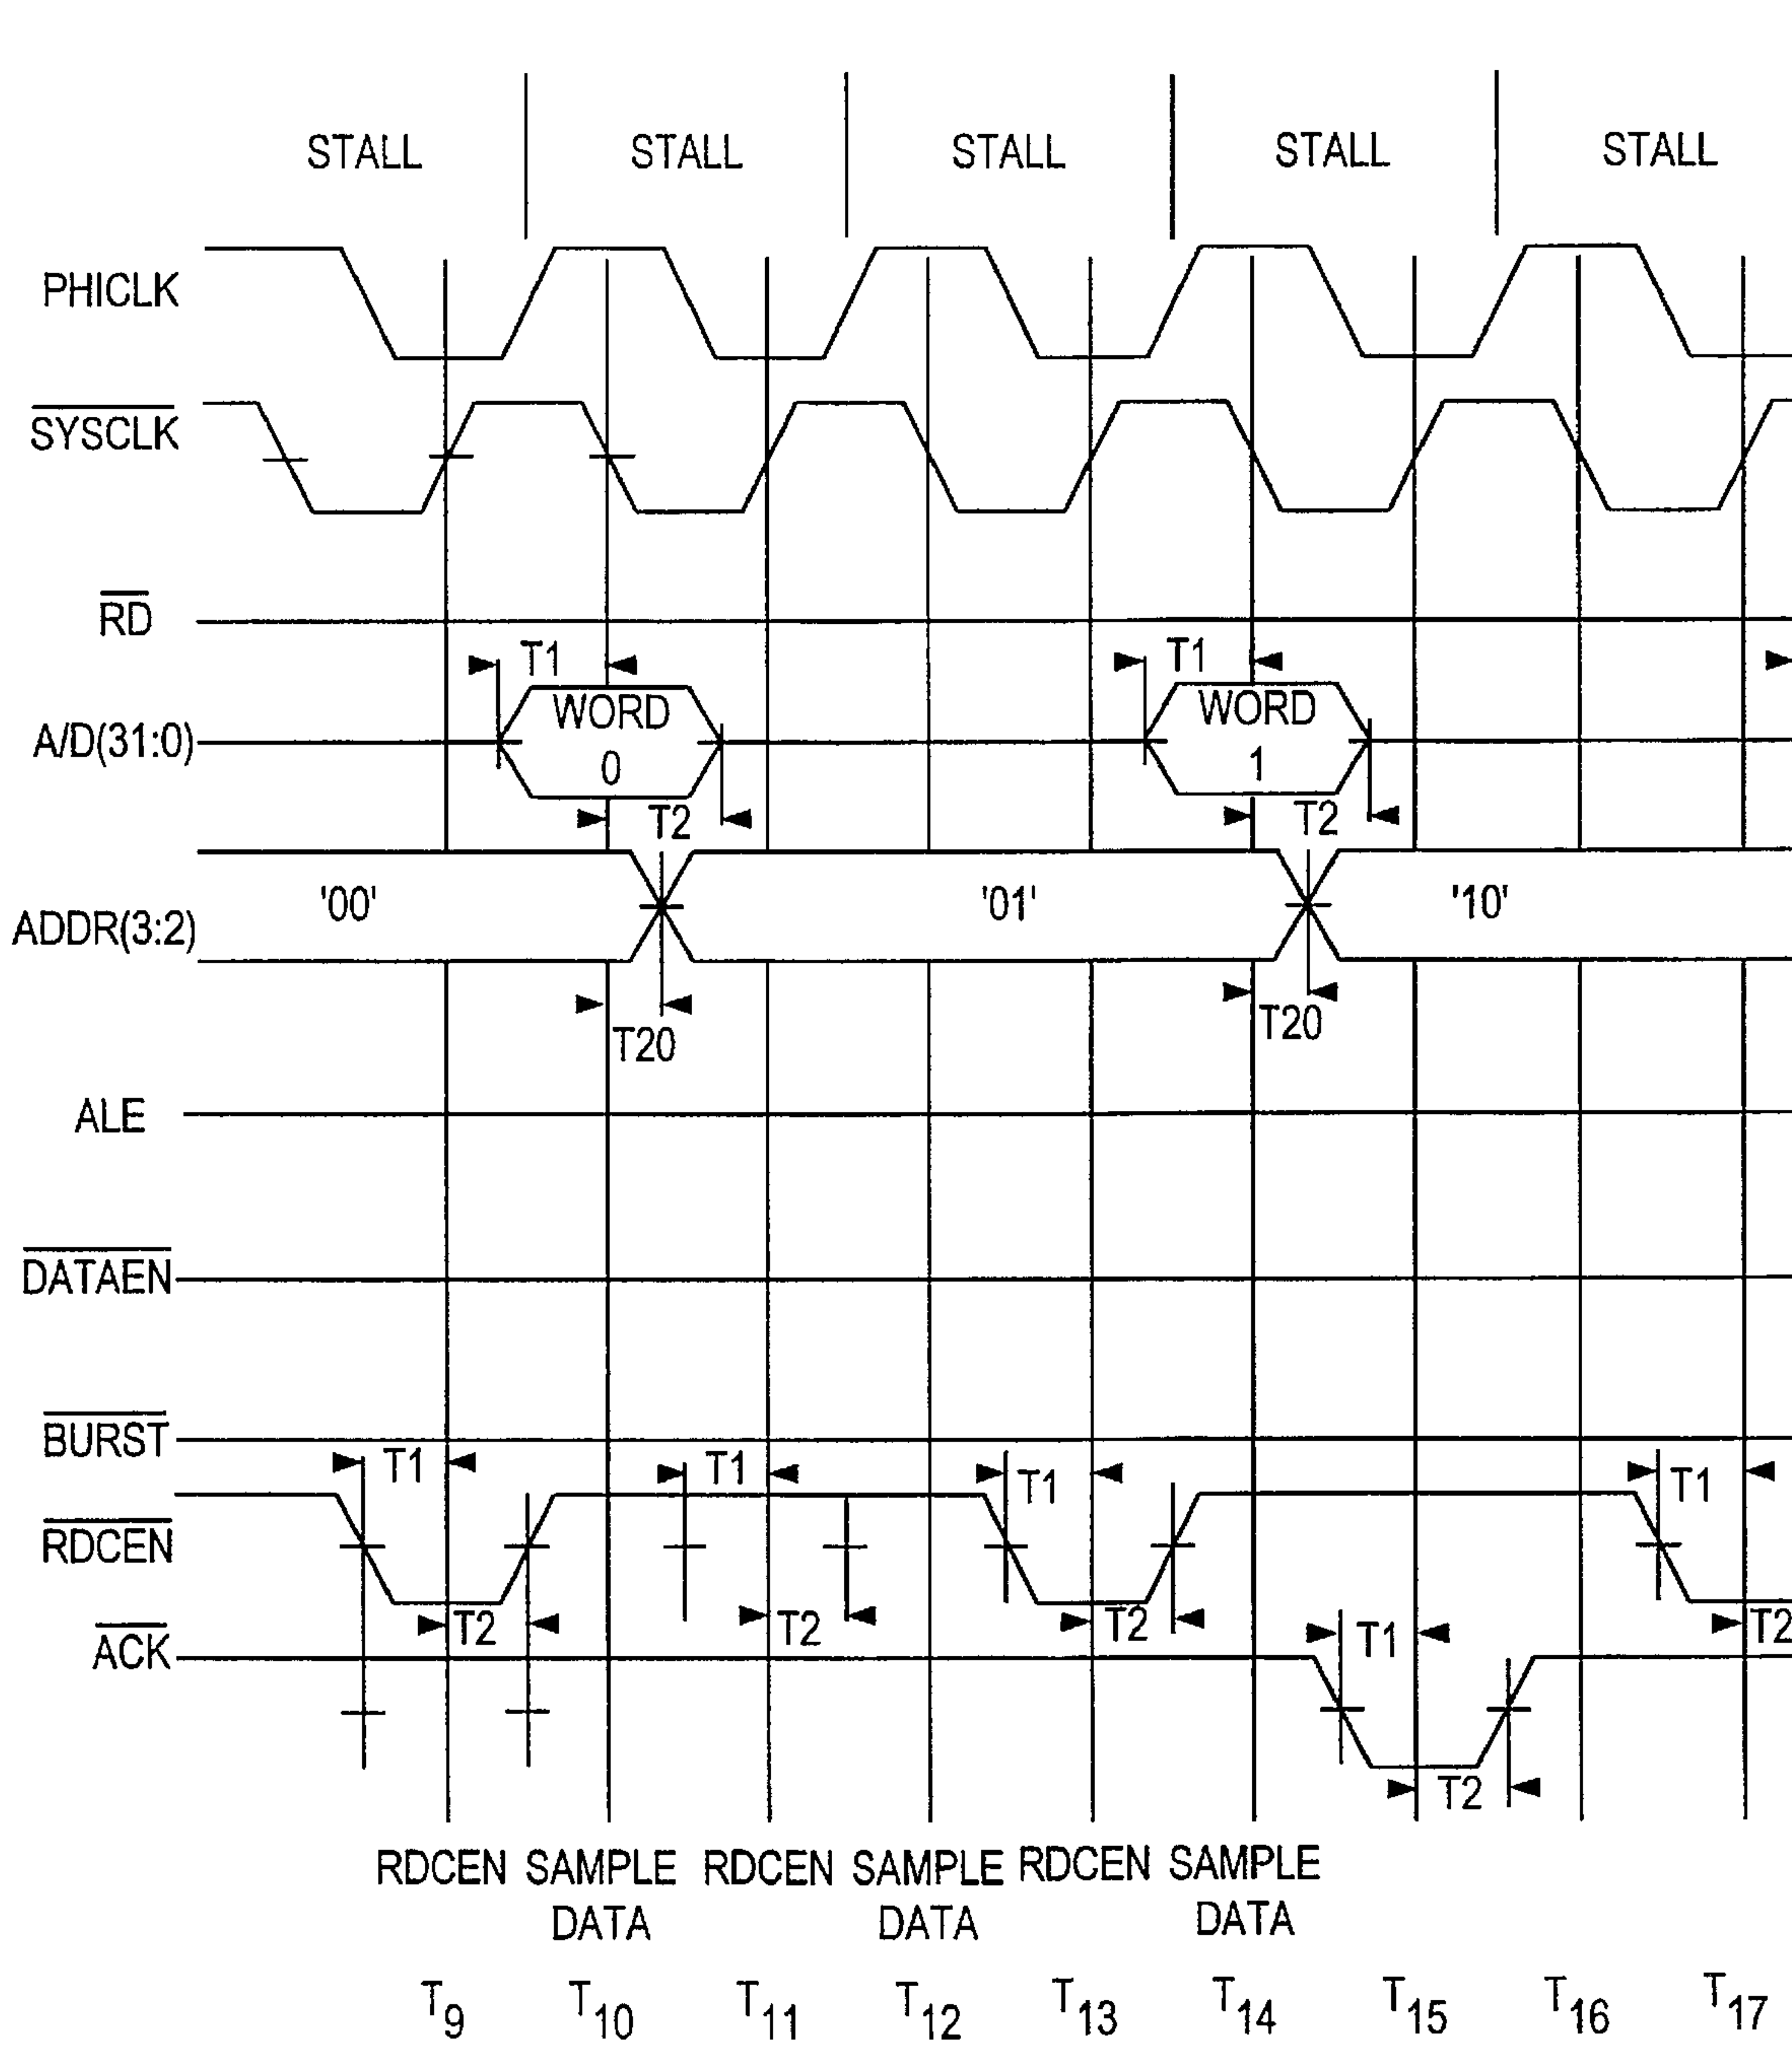 STALL STALL STALL STALL STALL
PHICLK
SYSCLK
RD
T1 T1
WORD WORD
A/D(31:0)
0 1
T2 T2
'00' '01' '10'
ADDR(3:2)
T20 T20
ALE
DATAEN
BURST
T1 T1 T1 T1
RDCEN
T2 T2 T2 T2
ACK
T1
T2
RDCEN SAMPLE RDCEN SAMPLE RDCEN SAMPLE
DATA DATA DATA
T9 T10 T11 T12 T13 T14 T15 T16 T17